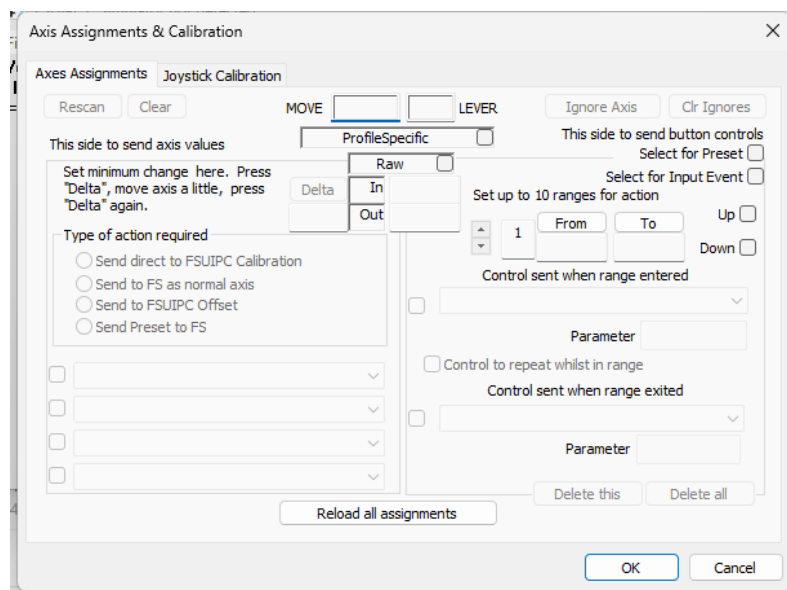 Axis Assignments & Calibration
Axes Assignments
Joystick Calibration
Rescan
Clear
MOVE
LEVER
Ignore Axis
Clr Ignores
This side to send axis values
ProfileSpecific
This side to send button controls
Select for Preset
Set minimum change here. Press
"Delta", move axis a little, press
"Delta" again.
Delta
Raw
In
Out
Select for Input Event
Set up to 10 ranges for action
1
From
To
Up
Down
Type of action required
Send direct to FSUIPC Calibration
Send to FS as normal axis
Send to FSUIPC Offset
Send Preset to FS
Control sent when range entered
Parameter
Control to repeat whilst in range
Control sent when range exited
Parameter
Delete this
Delete all
Reload all assignments
OK
Cancel